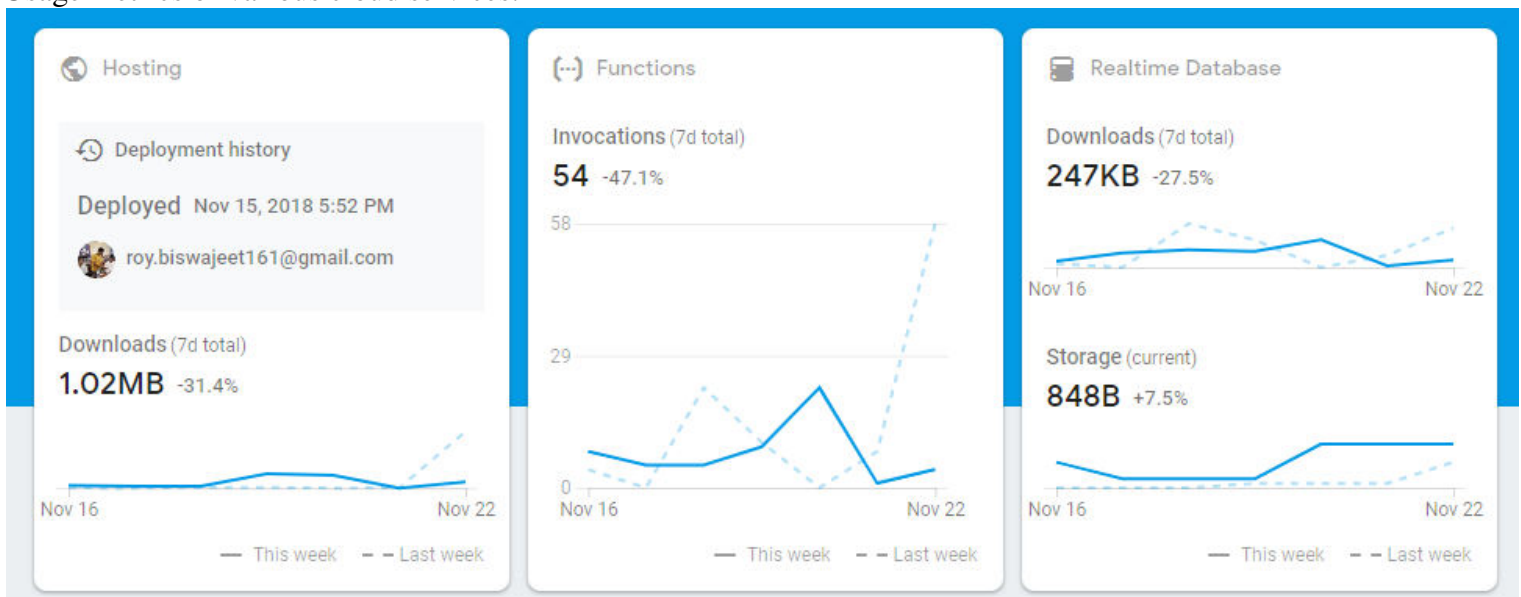 Hosting
Deployment history
Deployed Nov 15, 2018 5:52 PM
roy.biswajeet161@gmail.com
Downloads (7d total)
1.02MB -31.4%
Nov 16 Nov 22
This week Last week
Functions
Invocations (7d total)
54 -47.1%
58
29
0
Nov 16 Nov 22
This week Last week
Realtime Database
Downloads (7d total)
247KB -27.5%
Nov 16 Nov 22
Storage (current)
848B +7.5%
Nov 16 Nov 22
This week Last week